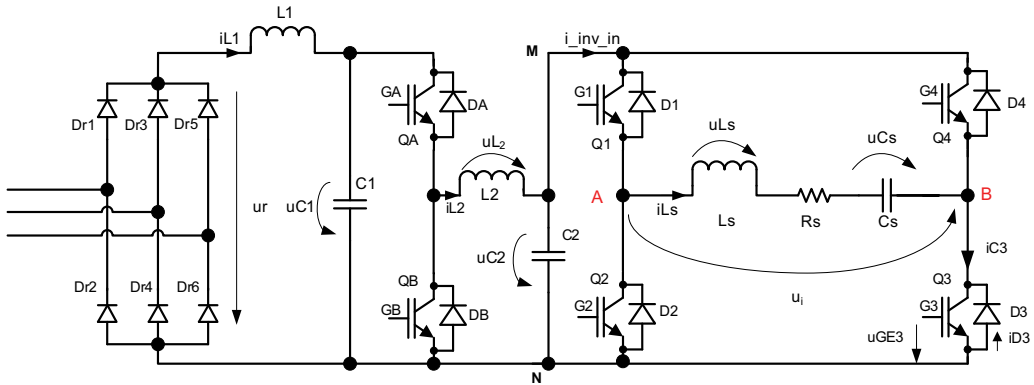 L1
iL1
M
i_inv_in
GA
DA
QA
G1
D1
Q1
G4
D4
Q4
Dr1
Dr3
Dr5
uL2
uLs
uCs
ur
uC1
C1
iL2
L2
A
iLs
Ls
Rs
Cs
B
uC2
C2
ui
iC3
Dr2
Dr4
Dr6
QB
GB
DB
Q2
G2
D2
Q3
G3
D3
uGE3
iD3
N